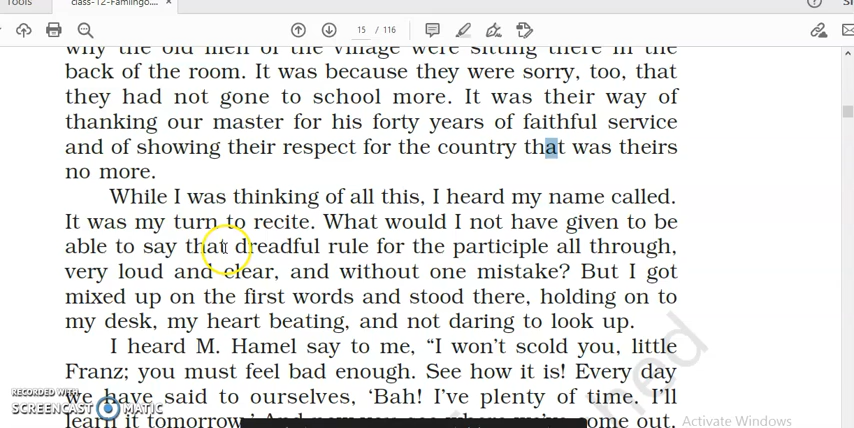 Tools
class-12-Famlingo....
15 / 116
why the old men of the village were sitting there in the
back of the room. It was because they were sorry, too, that
they had not gone to school more. It was their way of
thanking our master for his forty years of faithful service
and of showing their respect for the country that was theirs
no more.
While I was thinking of all this, I heard my name called.
It was my turn to recite. What would I not have given to be
able to say that dreadful rule for the participle all through,
very loud and clear, and without one mistake? But I got
mixed up on the first words and stood there, holding on to
my desk, my heart beating, and not daring to look up.
I heard M. Hamel say to me, “I won't scold you, little
Franz; you must feel bad enough. See how it is! Every day
we have said to ourselves, ‘Bah! I've plenty of time. I'll
learn it tomorrow.’ And now you see where we've come out.
RECORDED WITH
SCREENCAST MATIC
Activate Windows